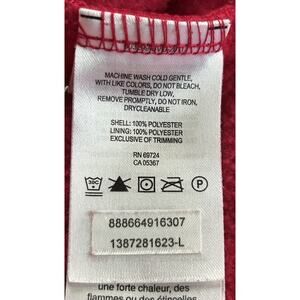 MACHINE WASH COLD GENTLE,
WITH LIKE COLORS, DO NOT BLEACH,
TUMBLE DRY LOW,
REMOVE PROMPTLY, DO NOT IRON,
DRYCLEANABLE
SHELL: 100% POLYESTER
LINING: 100% POLYESTER
EXCLUSIVE OF TRIMMING
RN 69724
CA 05367
30C
P
888664916307
1387281623-L
une forte chaleur, des
flammes ou des étincelles